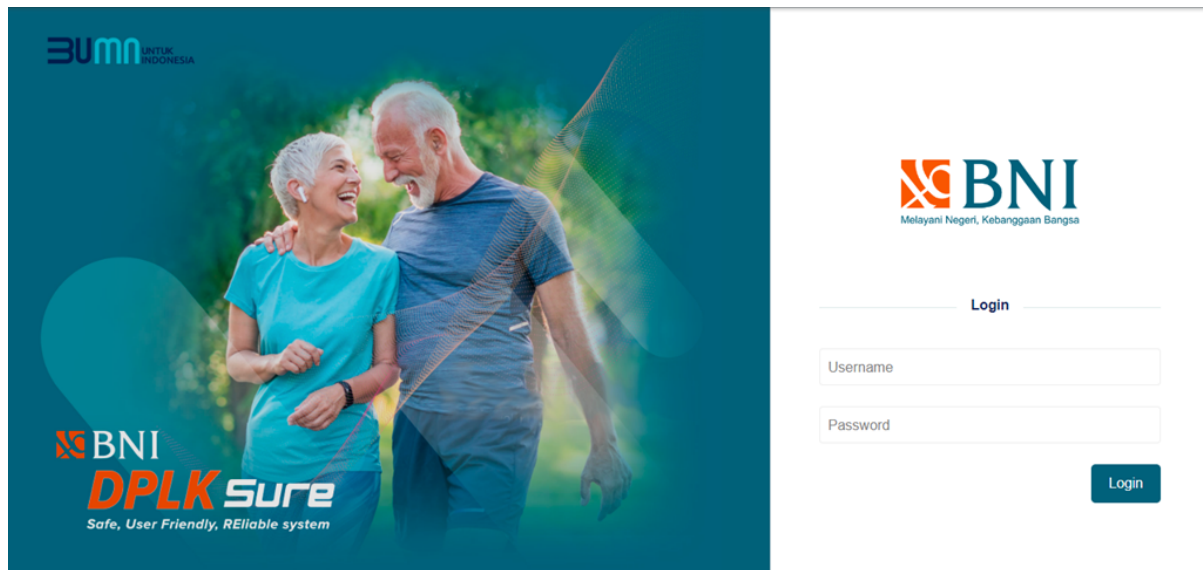 BUMN UNTUK
INDONESIA
BNI
DPLK Sure
Safe, User Friendly, REliable system
BNI
Melayani Negeri, Kebanggaan Bangsa
Login
Username
Password
Login